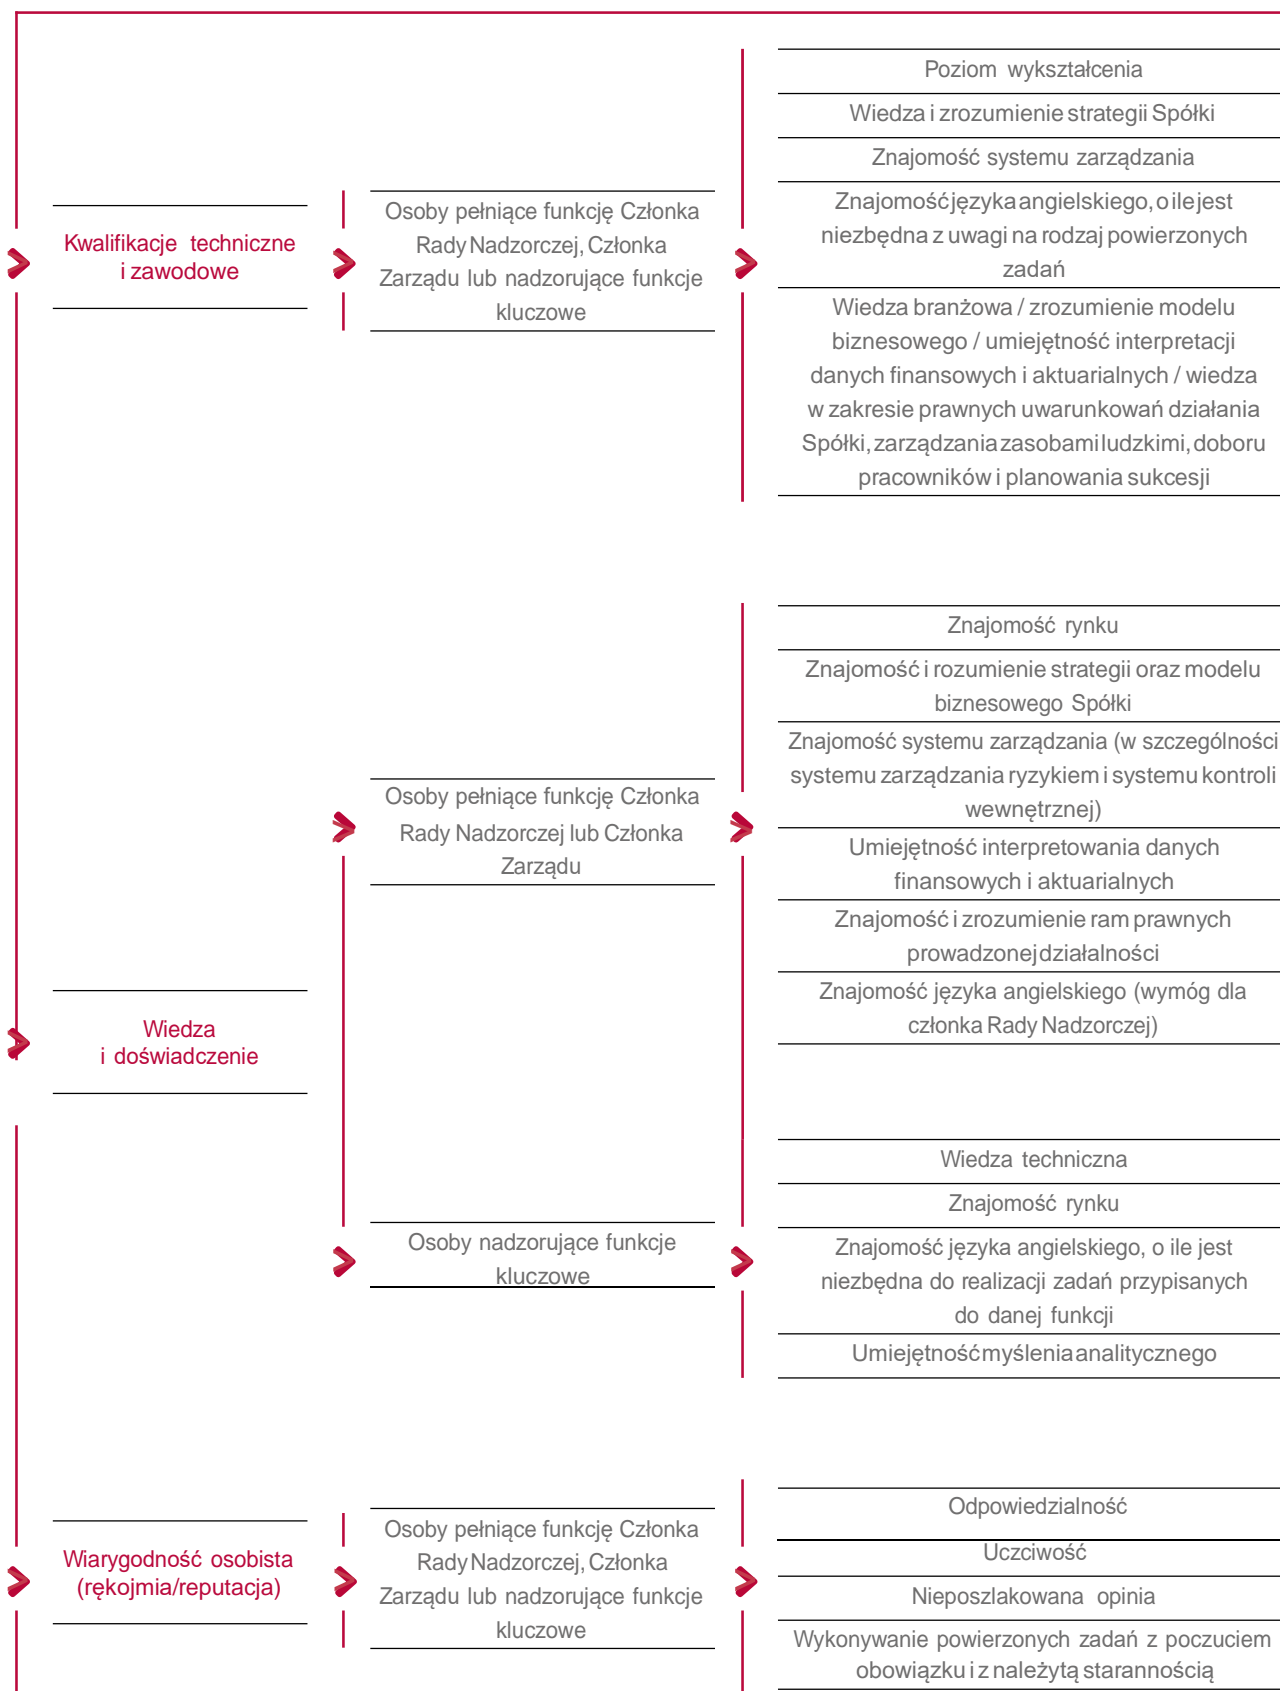 Kwalifikacje techniczne
i zawodowe
Osoby pełniące funkcję Członka
Rady Nadzorczej, Członka
Zarządu lub nadzorujące funkcje
kluczowe
Poziom wykształcenia
Wiedza i zrozumienie strategii Spółki
Znajomość systemu zarządzania
Znajomość języka angielskiego, o ile jest
niezbędna z uwagi na rodzaj powierzonych
zadań
Wiedza branżowa / zrozumienie modelu
biznesowego / umiejętność interpretacji
danych finansowych i aktuarialnych / wiedza
w zakresie prawnych uwarunkowań działania
Spółki, zarządzania zasobami ludzkimi, doboru
pracowników i planowania sukcesji
Wiedza
i doświadczenie
Osoby pełniące funkcję Członka
Rady Nadzorczej lub Członka
Zarządu
Znajomość rynku
Znajomość i rozumienie strategii oraz modelu
biznesowego Spółki
Znajomość systemu zarządzania (w szczególności
systemu zarządzania ryzykiem i systemu kontroli
wewnętrznej)
Umiejętność interpretowania danych
finansowych i aktuarialnych
Znajomość i zrozumienie ram prawnych
prowadzonej działalności
Znajomość języka angielskiego (wymóg dla
członka Rady Nadzorczej)
Osoby nadzorujące funkcje
kluczowe
Wiedza techniczna
Znajomość rynku
Znajomość języka angielskiego, o ile jest
niezbędna do realizacji zadań przypisanych
do danej funkcji
Umiejętność myślenia analitycznego
Wiarygodność osobista
(rękojmia/reputacja)
Osoby pełniące funkcję Członka
Rady Nadzorczej, Członka
Zarządu lub nadzorujące funkcje
kluczowe
Odpowiedzialność
Uczciwość
Nieposzlakowana opinia
Wykonywanie powierzonych zadań z poczuciem
obowiązku i z należytą starannością